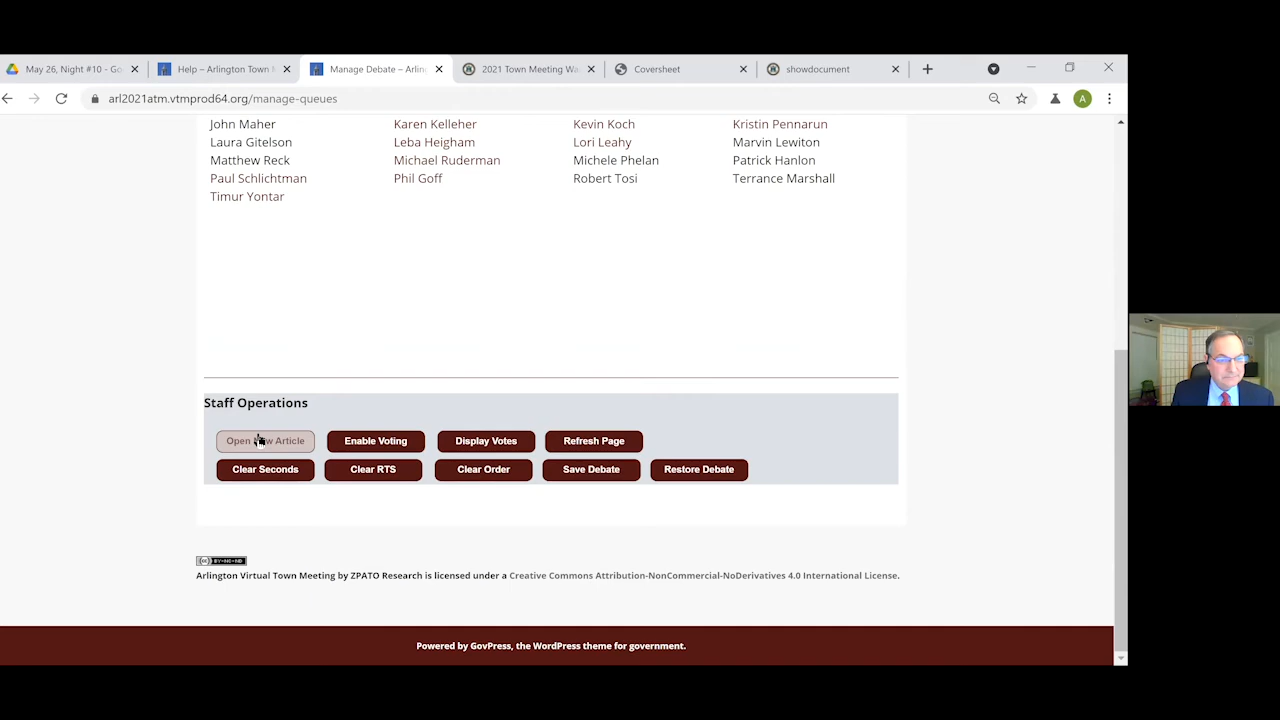 May 26, Night #10 - Go
Help – Arlington Town
Manage Debate – Arlin
2021 Town Meeting Wa
Coversheet
showdocument
arl2021atm.vtmprod64.org/manage-queues
A
John Maher Karen Kelleher Kevin Koch Kristin Pennarun
Laura Gitelson Leba Heigham Lori Leahy Marvin Lewiton
Matthew Reck Michael Ruderman Michele Phelan Patrick Hanlon
Paul Schlichtman Phil Goff Robert Tosi Terrance Marshall
Timur Yontar
Staff Operations
Open New Article Enable Voting Display Votes Refresh Page
Clear Seconds Clear RTS Clear Order Save Debate Restore Debate
BY-NC-ND
Arlington Virtual Town Meeting by ZPATO Research is licensed under a Creative Commons Attribution-NonCommercial-NoDerivatives 4.0 International License.
Powered by GovPress, the WordPress theme for government.